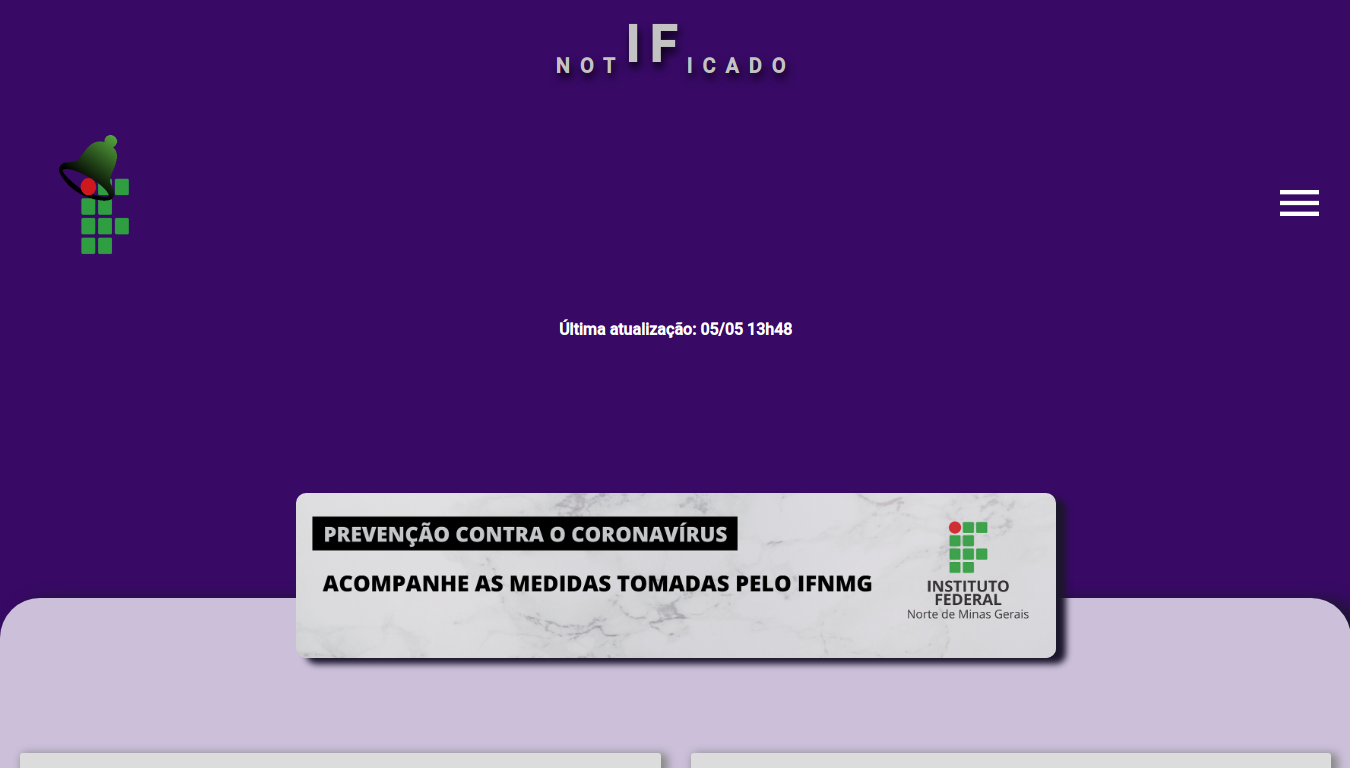 NOTIFICADO
Última atualização: 05/05 13h48
PREVENÇÃO CONTRA O CORONAVÍRUS
ACOMPANHE AS MEDIDAS TOMADAS PELO IFNMG
INSTITUTO
FEDERAL
Norte de Minas Gerais